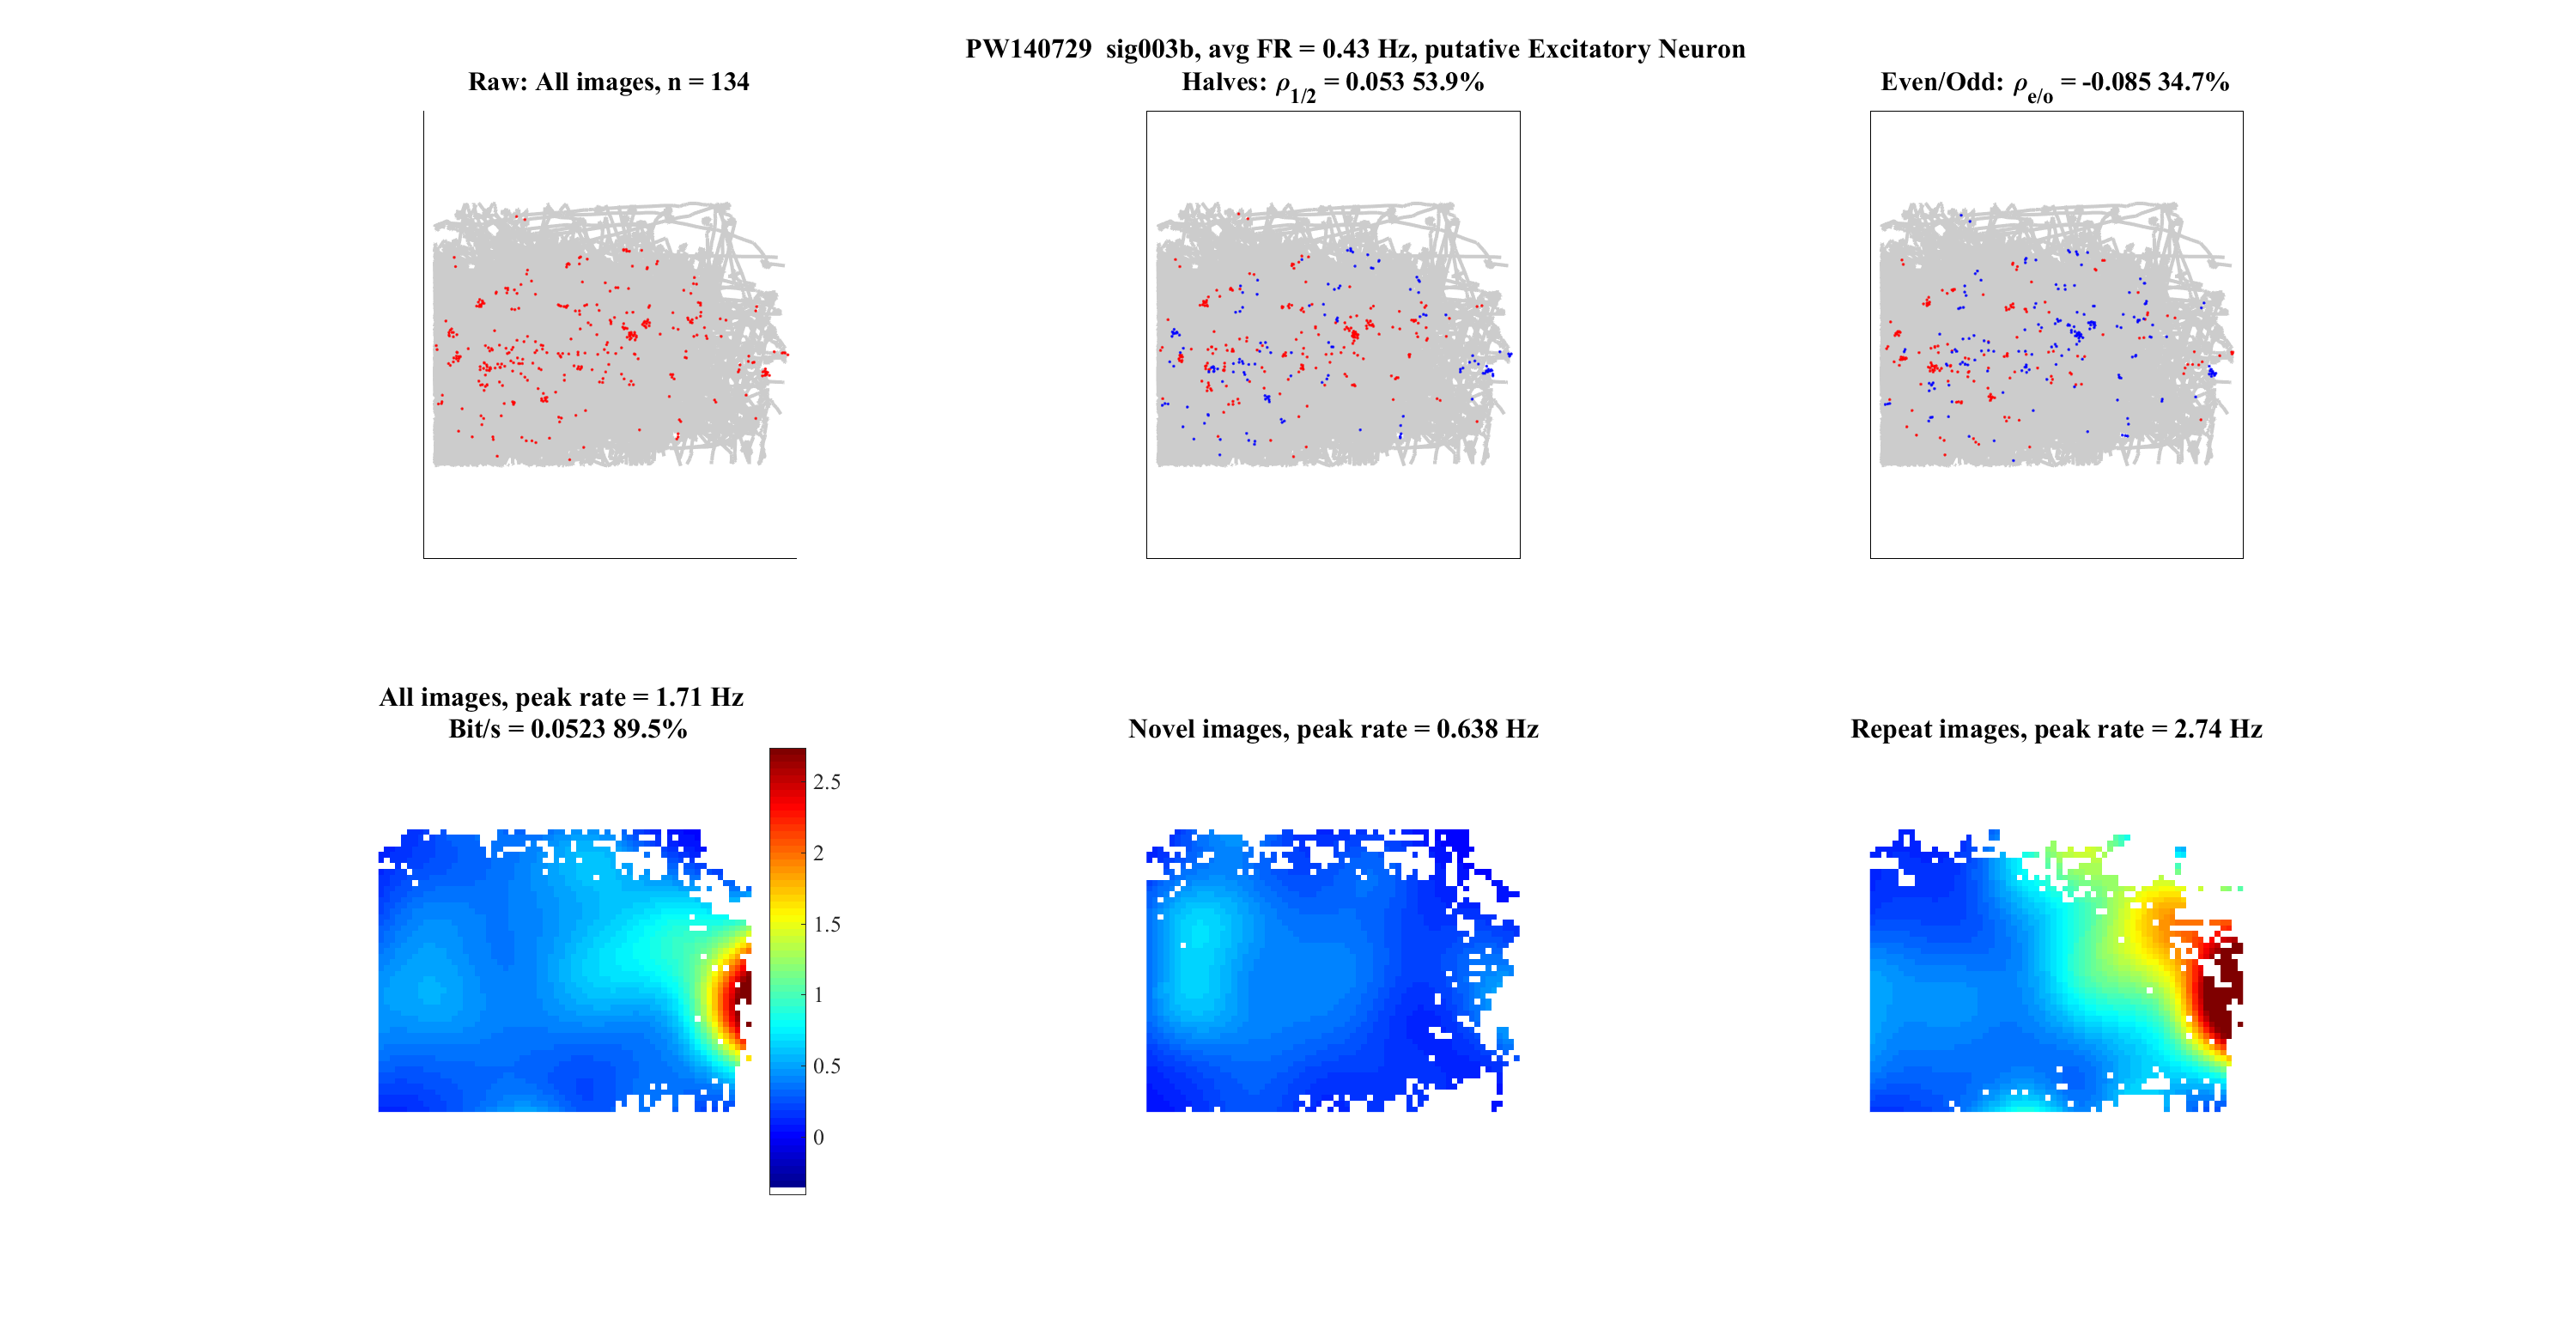 PW140729  sig003b, avg FR = 0.43 Hz, putative Excitatory Neuron
Raw: All images, n = 134
Halves: ρ1/2 = 0.053 53.9%
Even/Odd: ρe/o = -0.085 34.7%
All images, peak rate = 1.71 Hz
Bit/s = 0.0523 89.5%
Novel images, peak rate = 0.638 Hz
Repeat images, peak rate = 2.74 Hz
2.5
2
1.5
1
0.5
0